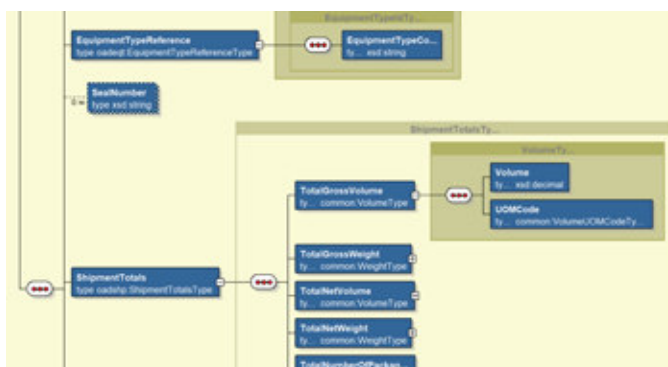 EquipmentTypeTy...
EquipmentTypeReference
type oadeqt:EquipmentTypeReferenceType
EquipmentTypeCo...
ty... xsd:string
SealNumber
type xsd:string
0 ∞
ShipmentTotalsTy...
VolumeTy...
Volume
ty... xsd:decimal
TotalGrossVolume
ty... common:VolumeType
UOMCode
ty... common:VolumeUOMCodeTy...
TotalGrossWeight
ty... common:WeightType
ShipmentTotals
type oadshp:ShipmentTotalsType
TotalNetVolume
ty... common:VolumeType
TotalNetWeight
ty... common:WeightType
TotalNumberOfPackan...